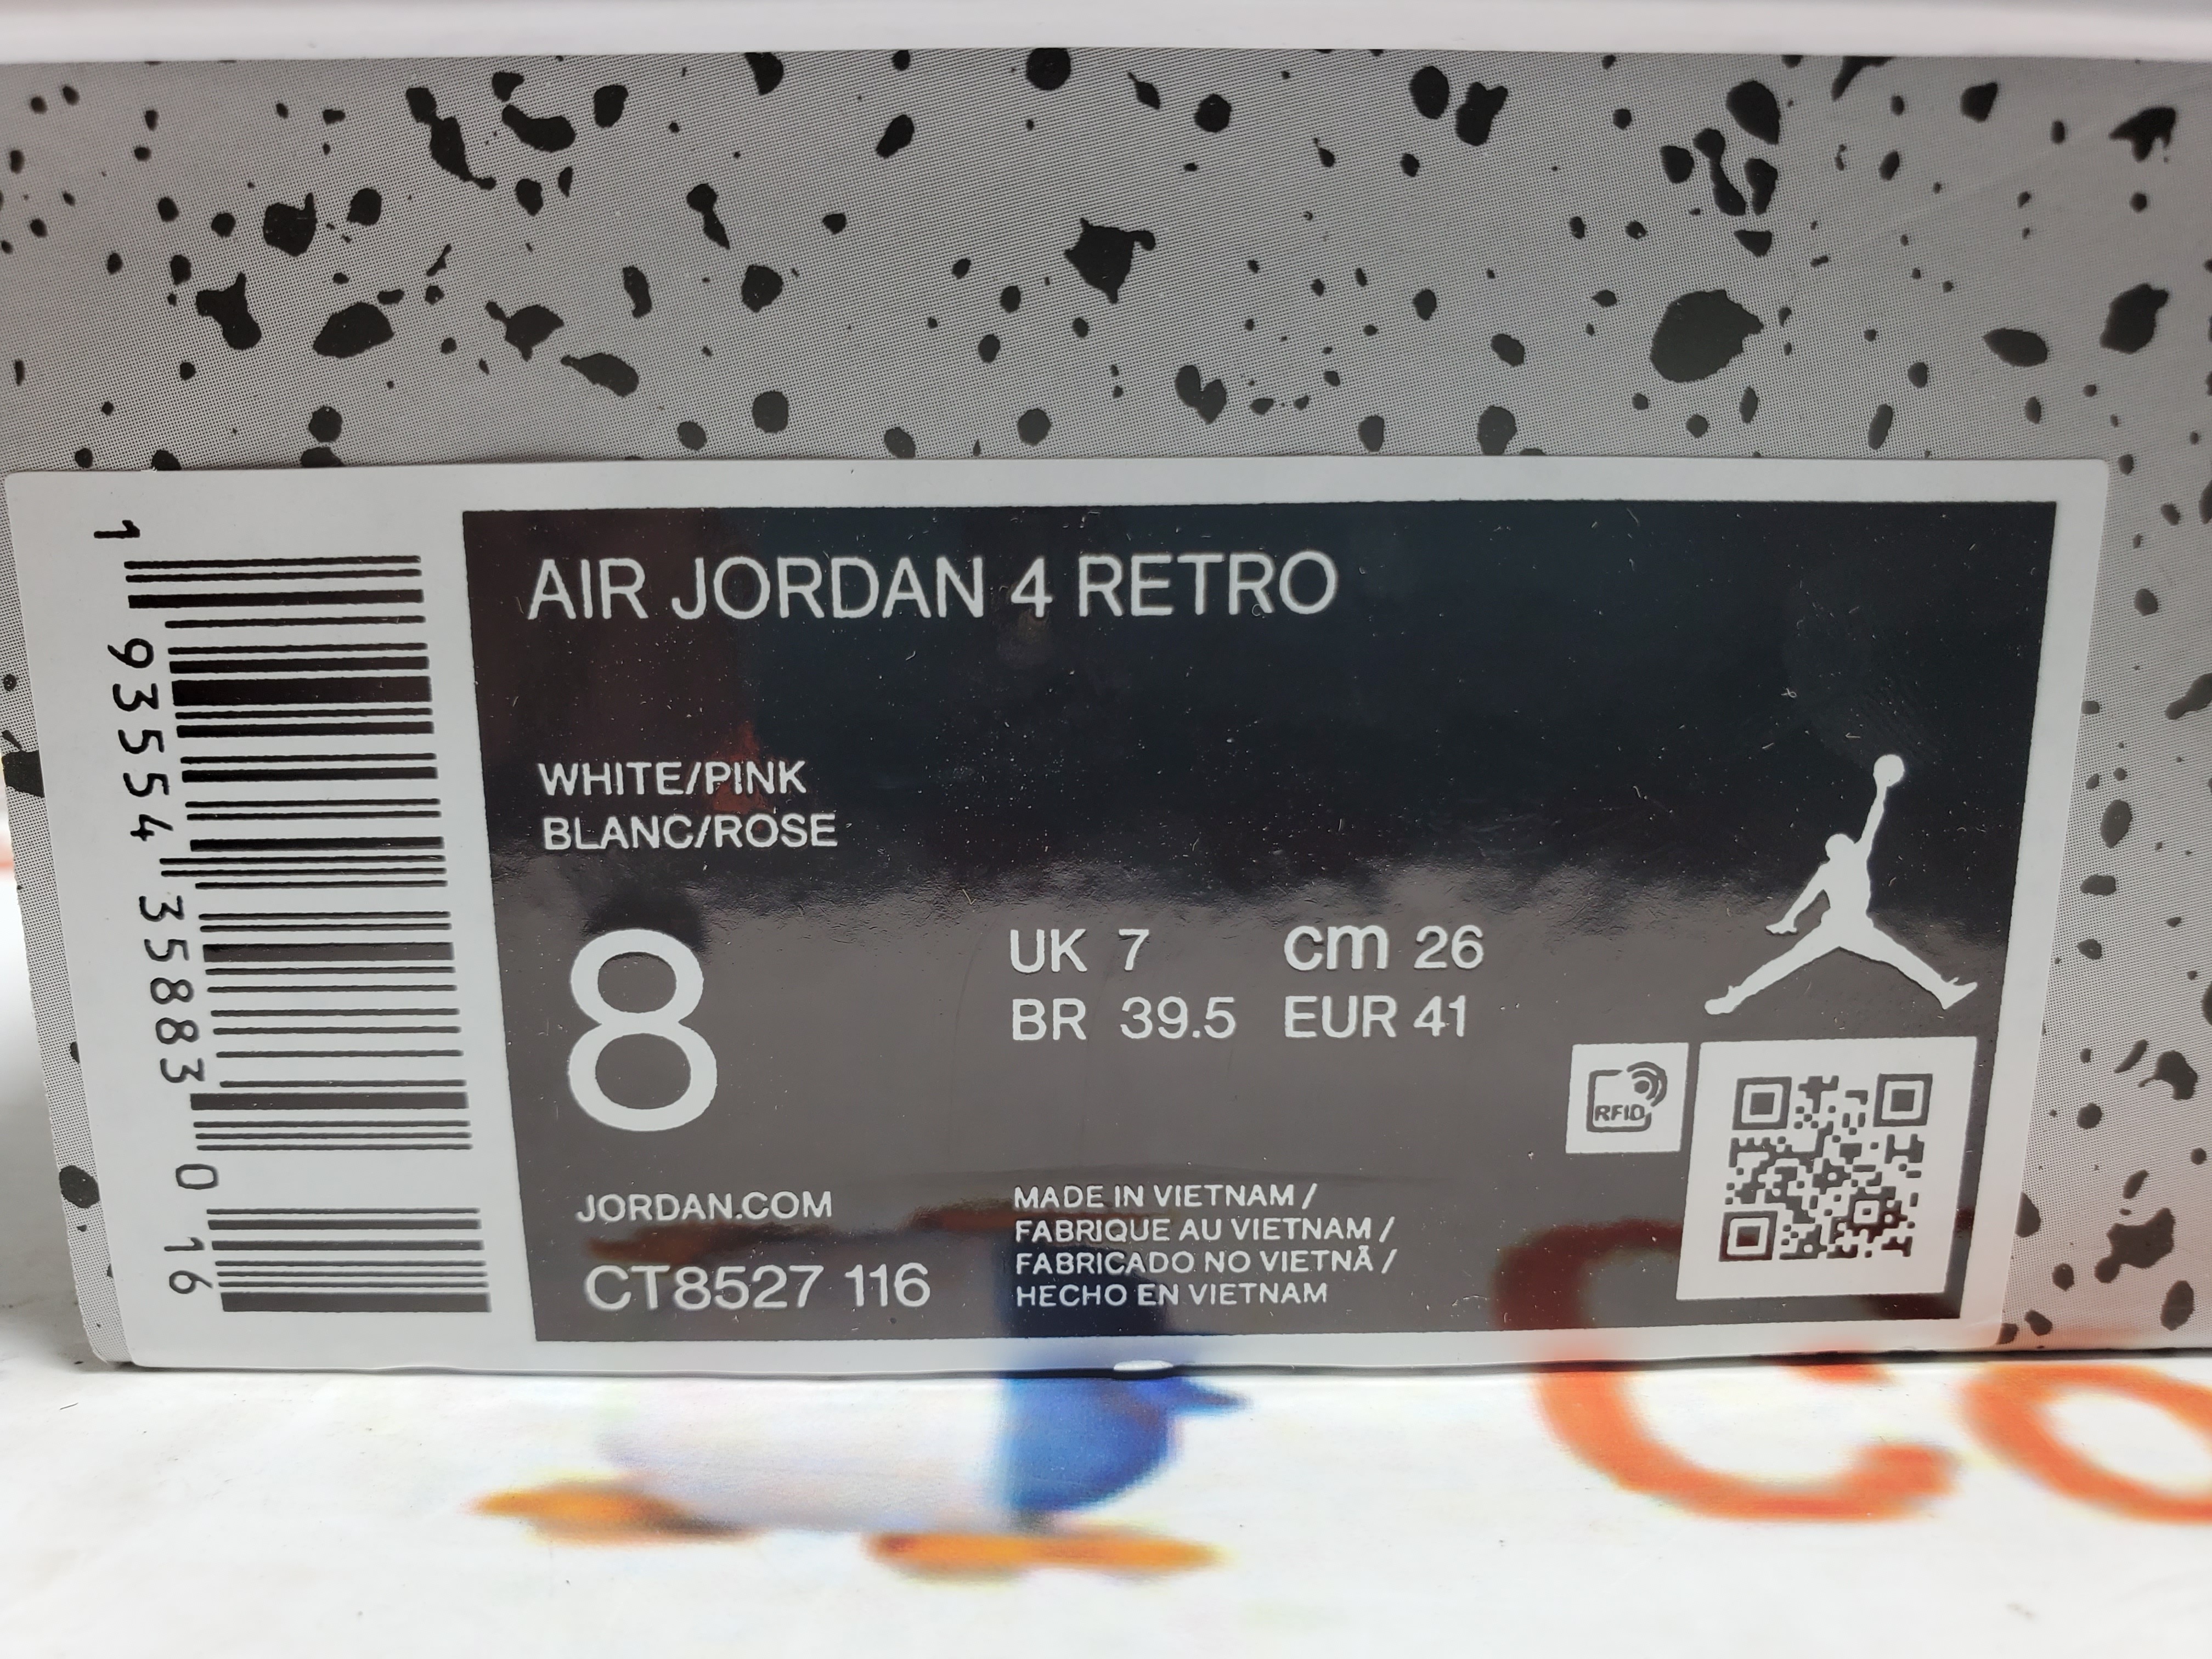 AIR JORDAN 4 RETRO
WHITE/PINK
BLANC/ROSE
8
UK 7 cm 26
BR 39.5 EUR 41
RFID
JORDAN.COM
CT8527 116
MADE IN VIETNAM /
FABRIQUE AU VIETNAM /
FABRICADO NO VIETNÃ /
HECHO EN VIETNAM
1 93554 35883 0 16
Co